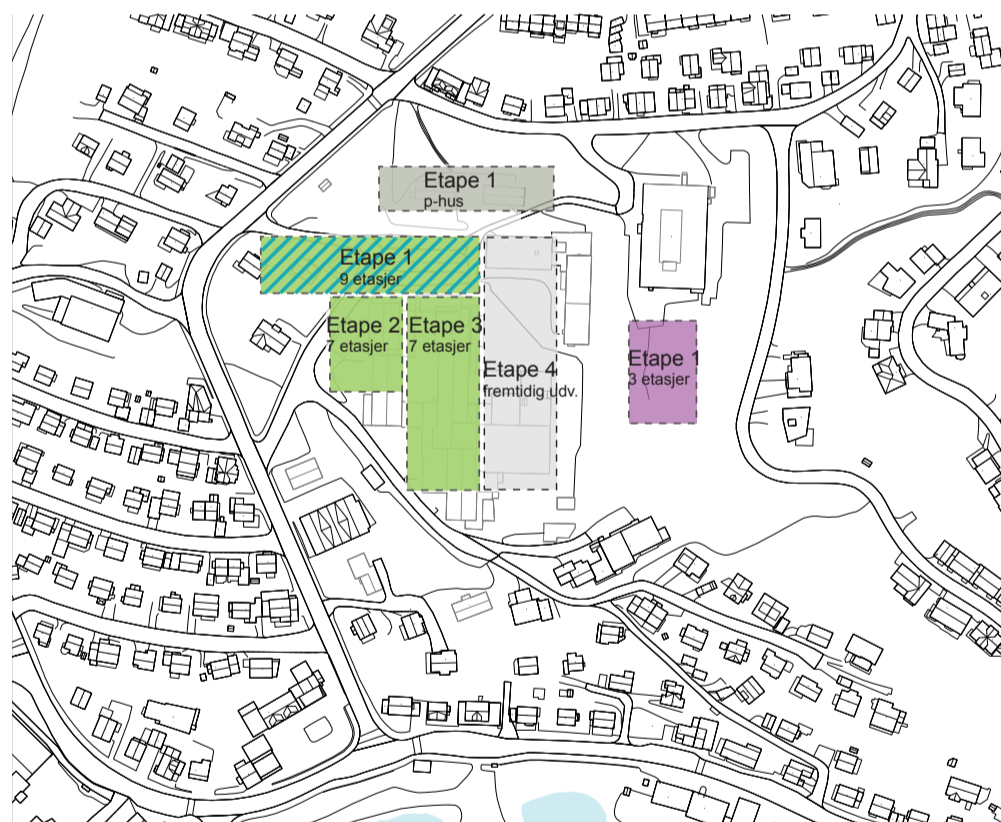 Etape 1
p-hus
Etape 1
9 etasjer
Etape 2
7 etasjer
Etape 3
7 etasjer
Etape 4
fremtidig udv.
Etape 1
3 etasjer